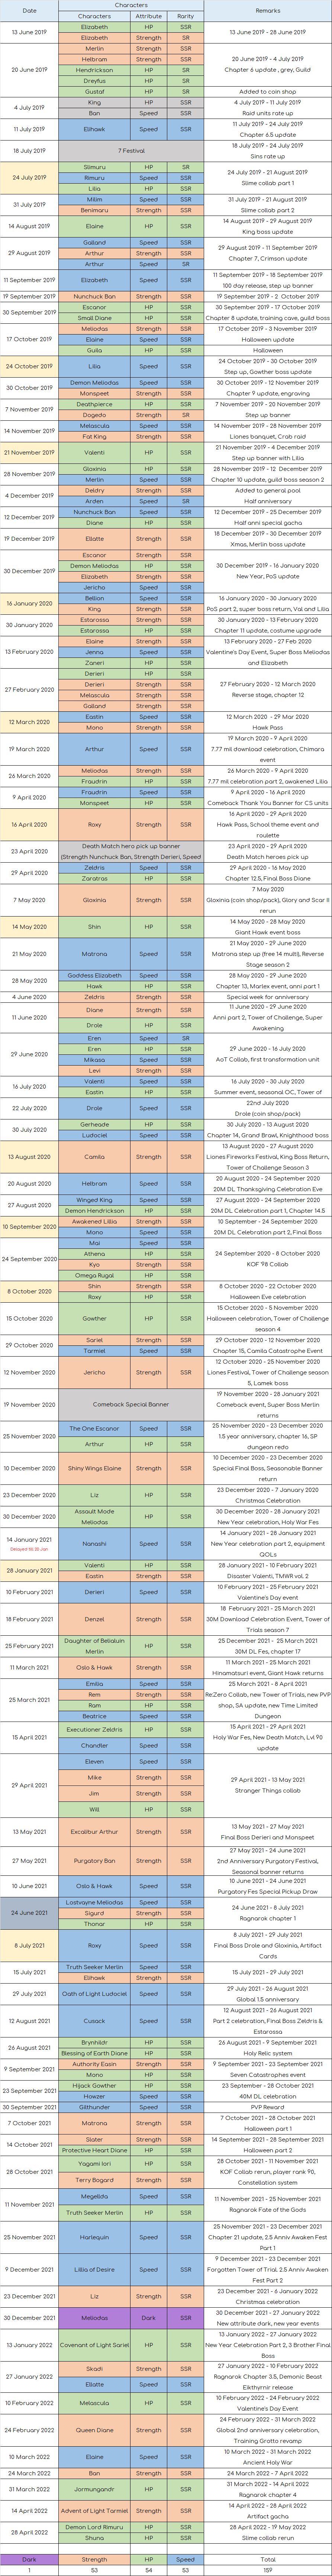 Date Characters Remarks
Characters Attribute Rarity
13 June 2019 Elizabeth HP SSR 13 June 2019 - 28 June 2019
Elizabeth Strength SR
20 June 2019 Merlin Strength SSR 20 June 2019 - 4 July 2019
Helbram Strength SSR Chapter 6 update , grey, Guild
Hendrickson HP SR
Dreyfus HP SR
Gustaf HP SR Added to coin shop
4 July 2019 King HP SSR 4 July 2019 - 11 July 2019
Ban Speed SSR Raid units rate up
11 July 2019 Elihawk Speed SSR 11 July 2019 - 24 July 2019
Chapter 6.5 update
18 July 2019 7 Festival 18 July 2019 - 24 July 2019
Sins rate up
24 July 2019 Slimuru HP SR 24 July 2019 - 21 August 2019
Rimuru Speed SSR Slime collab part 1
Lilia HP SSR
31 July 2019 Milim Speed SSR 31 July 2019 - 21 August 2019
Benimaru Strength SSR Slime collab part 2
14 August 2019 Elaine HP SSR 14 August 2019 - 29 August 2019
King boss update
29 August 2019 Galland Speed SSR 29 August 2019 - 11 September 2019
Arthur Strength SSR Chapter 7, Crimson update
Arthur Speed SR
11 September 2019 Elizabeth Speed SSR 11 September 2019 - 18 September 2019
100 day release, step up banner
19 September 2019 Nunchuck Ban Strength SSR 19 September 2019 - 2 October 2019
30 September 2019 Escanor HP SSR 30 September 2019 - 17 October 2019
Small Diane HP SSR Chapter 8 update, training cave, guild boss
17 October 2019 Meliodas Strength SSR 17 October 2019 - 3 November 2019
Elaine Speed SSR Halloween update
Guila HP SSR Halloween
24 October 2019 Lilia Speed SSR 24 October 2019 - 30 October 2019
Step up, Gowther boss update
30 October 2019 Demon Meliodas Speed SSR 30 October 2019 - 12 November 2019
Monspeet Strength SSR Chapter 9 update, engraving
7 November 2019 Deathpierce HP SSR 7 November 2019 - 20 November 2019
Dogedo Strength SR Step up banner
14 November 2019 Melascula Speed SSR 14 November 2019 - 28 November 2019
Fat King Strength SSR Liones banquet, Crab raid
21 November 2019 Valenti HP SSR 21 November 2019 - 4 December 2019
Step up banner with Lilia
28 November 2019 Gloxinia HP SSR 28 November 2019 - 12 December 2019
Merlin Speed SSR Chapter 10 update, guild boss season 2
4 December 2019 Deldry Strength SSR Added to general pool
Arden Speed SR Half anniversary
12 December 2019 Nunchuck Ban Speed SSR 12 December 2019 - 25 December 2019
Diane HP SSR Half anni special gacha
19 December 2019 Ellatte Strength SSR 18 December 2019 - 30 December 2019
Xmas, Merlin boss update
30 December 2019 Escanor Strength SSR 30 December 2019 - 16 January 2020
Demon Meliodas HP SSR New Year, PoS update
Elizabeth Strength SSR
Jericho Speed SSR
16 January 2020 Bellion Speed SSR 16 January 2020 - 30 January 2020
King Strength SSR PoS part 2, super boss return, Val and Lilia
30 January 2020 Estarossa Strength SSR 30 January 2020 - 13 February 2020
Estarossa HP SSR Chapter 11 update, costume upgrade
13 February 2020 Elaine Strength SSR 13 February 2020 - 27 Feb 2020
Jenna Speed SSR Valentine's Day Event, Super Boss Meliodas
Zaneri HP SSR and Elizabeth
27 February 2020 Derieri HP SSR 27 February 2020 - 12 March 2020
Derieri Strength SSR Reverse stage, chapter 12
Melascula Strength SSR
Galland Strength SSR
12 March 2020 Eastin Speed SSR 12 March 2020 - 29 Mar 2020
Mono Strength SSR Hawk Pass
19 March 2020 Arthur Speed SSR 19 March 2020 - 9 April 2020
7.77 mil download celebration, Chimara
event
26 March 2020 Meliodas Strength SSR 26 March 2020 - 9 April 2020
Fraudrin HP SSR 7.77 mil celebration part 2, awakened Lilia
9 April 2020 Fraudrin Speed SSR 9 April 2020 - 16 April 2020
Monspeet HP SSR Comeback Thank You Banner for CS units
16 April 2020 Roxy Strength SSR 16 April 2020 - 29 April 2020
Hawk Pass, School theme event and
roulette
23 April 2020 Death Match hero pick up banner 23 April 2020 - 29 April 2020
(Strength Nunchuck Ban, Strength Derieri, Speed Death Match heroes pick up
29 April 2020 Zeldris Speed SSR 29 April 2020 - 16 May 2020
Zaratras HP SSR Chapter 12.5, Final Boss Diane
7 May 2020 Gloxinia Strength SSR 7 May 2020
Gloxinia (coin shop/pack), Glory and Scar II
rerun
14 May 2020 Shin HP SSR 14 May 2020 - 28 May 2020
Giant Hawk event boss
21 May 2020 Matrona Speed SSR 21 May 2020 - 29 June 2020
Matrona step up (free 14 multi), Reverse
Stage season 2
28 May 2020 Goddess Elizabeth Speed SSR 28 May 2020 - 29 June 2020
Hawk HP SSR Chapter 13, Marlex event, anni part 1
4 June 2020 Zeldris Strength SSR Special week for anniversary
11 June 2020 Diane Strength SSR 11 June 2020 - 29 June 2020
Drole HP SSR Anni part 2, Tower of Challenge, Super
Awakening
29 June 2020 Eren Speed SR 29 June 2020 - 16 July 2020
Eren HP SSR AoT Collab, first transformation unit
Mikasa Speed SSR
Levi Strength SSR
16 July 2020 Valenti Speed SSR 16 July 2020 - 30 July 2020
Eastin HP SSR Summer event, seasonal OC, Tower of
22 July 2020 Drole Speed SSR 22nd July 2020
Drole (coin shop/pack)
30 July 2020 Gerheade HP SSR 30 July 2020 - 13 August 2020
Ludociel Speed SSR Chapter 14, Grand Brawl, Knighthood boss
13 August 2020 Camila Strength SSR 13 August 2020 - 27 August 2020
Liones Fireworks Festival, King Boss Return,
Tower of Challenge Season 3
20 August 2020 Helbram Speed SSR 20 August 2020 - 24 September 2020
20M DL Thanksgiving Celebration Eve
27 August 2020 Winged King Speed SSR 27 August 2020 - 24 September 2020
Demon Hendrickson HP SSR 20M DL Celebration part 1, Chapter 14.5
10 September 2020 Awakened Lillia Strength SSR 10 September - 24 September 2020
Mono Speed SSR 20M DL Celebration part 2, Final Boss
24 September 2020 Mai Speed SSR 24 September 2020 - 8 October 2020
Athena HP SSR KOF 98 Collab
Kyo Strength SSR
Omega Rugal HP SSR
8 October 2020 Shin Strength SSR 8 October 2020 - 22 October 2020
Roxy HP SSR Halloween Eve celebration
15 October 2020 Gowther HP SSR 15 October 2020 - 5 November 2020
Halloween celebration, Tower of Challenge
season 4
29 October 2020 Sariel Strength SSR 29 October 2020 - 12 November 2020
Tarmiel Speed SSR Chapter 15, Camila Catastrophe Event
12 November 2020 Jericho Strength SSR 12 October 2020 - 25 November 2020
Liones Festival, Tower of Challenge season
5, Lamek boss
19 November 2020 Comeback Special Banner 19 November 2020 - 28 January 2021
Comeback event, Super Boss Merlin
returns
25 November 2020 The One Escanor Speed SSR 25 November 2020 - 23 December 2020
Arthur HP SSR 1.5 year anniversary, chapter 16, SP
dungeon redo
10 December 2020 Shiny Wings Elaine Strength SSR 10 December 2020 - 23 December 2020
Special Final Boss, Seasonable Banner
return
23 December 2020 Liz HP SSR 23 December 2020 - 7 January 2020
Christmas Celebration
30 December 2020 Assault Mode HP SSR 30 December 2020 - 28 January 2021
Meliodas New Year celebration, Holy War Fes
14 January 2021 Nanashi Speed SSR 14 January 2021 - 28 January 2021
Delayed to 20 Jan New Year celebration part 2, equipment
QOLs
28 January 2021 Valenti HP SSR 28 January 2021 - 10 February 2021
Eastin Strength SSR Disaster Valenti, TMWR vol. 2
10 February 2021 Derieri Speed SSR 10 February 2021 - 25 February 2021
Valentine's Day event
18 February 2021 Denzel Strength SSR 18 February 2021 - 25 March 2021
30M Download Celebration Event, Tower of
Trials season 7
25 February 2021 Daughter of Belialuin HP SSR 25 December 2021 - 25 March 2021
Merlin 30M DL Fes, chapter 17
11 March 2021 Oslo & Hawk Strength SSR 11 March 2021 - 25 March 2021
Hinamatsuri event, Giant Hawk returns
25 March 2021 Emilia Speed SSR 25 March 2021 - 8 April 2021
Rem Strength SSR Re:Zero Collab, new Tower of Trials, new PVP
Ram HP SSR shop, SA update, new Time Limited
Beatrice Speed SSR Dungeon
15 April 2021 Executioner Zeldris HP SSR 15 April 2021 - 29 April 2021
Chandler Speed SSR Holy War Fes, New Death Match, Lvl 90
update
29 April 2021 Eleven Speed SSR 29 April 2021 - 13 May 2021
Mike Strength SSR Stranger Things collab
Jim Strength SSR
Will HP SSR
13 May 2021 Excalibur Arthur Strength SSR 13 May 2021 - 27 May 2021
Final Boss Derieri and Monspeet
27 May 2021 Purgatory Ban Strength SSR 27 May 2021 - 24 June 2021
2nd Anniversary Purgatory Festival,
Seasonal banner returns
10 June 2021 Oslo & Hawk Speed SSR 10 June 2021 - 24 June 2021
Purgatory Fes Special Pickup Draw
24 June 2021 Lostvayne Meliodas Speed SSR 24 June 2021 - 8 July 2021
Sigurd Strength SSR Ragnarok chapter 1
Thonar HP SSR
8 July 2021 Roxy Speed SSR 8 July 2021 - 29 July 2021
Final Boss Drole and Gloxinia, Artifact
Cards
15 July 2021 Truth Seeker Merlin Speed SSR 15 July 2021 - 29 July 2021
Elihawk Strength SSR
29 July 2021 Oath of Light Ludociel Speed SSR 29 July 2021 - 26 August 2021
Global 1.5 anniversary
12 August 2021 Cusack Speed SSR 12 August 2021 - 26 August 2021
Part 2 celebration, Final Boss Zeldris &
Estarossa
26 August 2021 Brynhildr HP SSR 26 August 2021 - 9 September 2021
Blessing of Earth Diane HP SSR Holy Relic system
9 September 2021 Authority Easin Strength SSR 9 September 2021 - 23 September 2021
Mono HP SSR Seven Catastrophes event
23 September 2021 Hijack Gowther HP SSR 23 September - 28 October 2021
Howzer Speed SSR 40M DL celebration
30 September 2021 Gilthunder Speed SSR PVP Reward
7 October 2021 Matrona Strength SSR 7 October 2021 - 28 October 2021
Halloween part 1
14 October 2021 Slater Strength SSR 14 September 2021 - 28 September 2021
Protective Heart Diane HP SSR Halloween part 2
28 October 2021 Yagami Iori HP SSR 28 October 2021 - 11 November 2021
Terry Bogard Strength SSR KOF Collab rerun, player rank 90,
Constellation system
11 November 2021 Megellda Speed SSR 11 November 2021 - 25 November 2021
Truth Seeker Merlin HP SSR Ragnarok Fate of the Gods
25 November 2021 Harlequin Speed SSR 25 November 2021 - 23 December 2021
Chapter 21 update, 2.5 Anniv Awaken Fest
Part 1
9 December 2021 Lillia of Desire Speed SSR 9 December 2021 - 23 December 2021
Forgotten Tower of Trial, 2.5 Anniv Awaken
Fest Part 2
23 December 2021 Liz Strength SSR 23 December 2021 - 6 January 2022
Christmas celebration
30 December 2021 Meliodas Dark SSR 30 December 2021 - 27 January 2022
New attribute dark, new year events
13 January 2022 Covenant of Light Sariel HP SSR 13 January 2022 - 27 January 2022
New Year Celebration Part 2, 3 Brother Final
Boss
27 January 2022 Skadi Strength SSR 27 January 2022 - 10 February 2022
Ellatte Speed SSR Ragnarok Chapter 3.5, Demonic Beast
Eikthyrnir release
10 February 2022 Melascula HP SSR 10 February 2022 - 24 February 2022
Valentine's Day Event
24 February 2022 Queen Diane Strength SSR 24 February 2022 - 31 March 2022
Global 2nd anniversary celebration,
Training Grotto revamp
10 March 2022 Elaine Speed SSR 10 March 2022 - 31 March 2022
Ancient Holy War
24 March 2022 Ban Strength SSR 24 March 2022 - 7 April 2022
31 March 2022 Jormungandr HP SSR 31 March 2022 - 14 April 2022
Ragnarok chapter 4
14 April 2022 Advent of Light Tarmiel Strength SSR 14 April 2022 - 28 April 2022
Artifact gacha
28 April 2022 Demon Lord Rimuru HP SSR 28 April 2022 - 19 May 2022
Shuna HP SSR Slime collab rerun
Dark Strength HP Speed Total
1 53 54 53 159